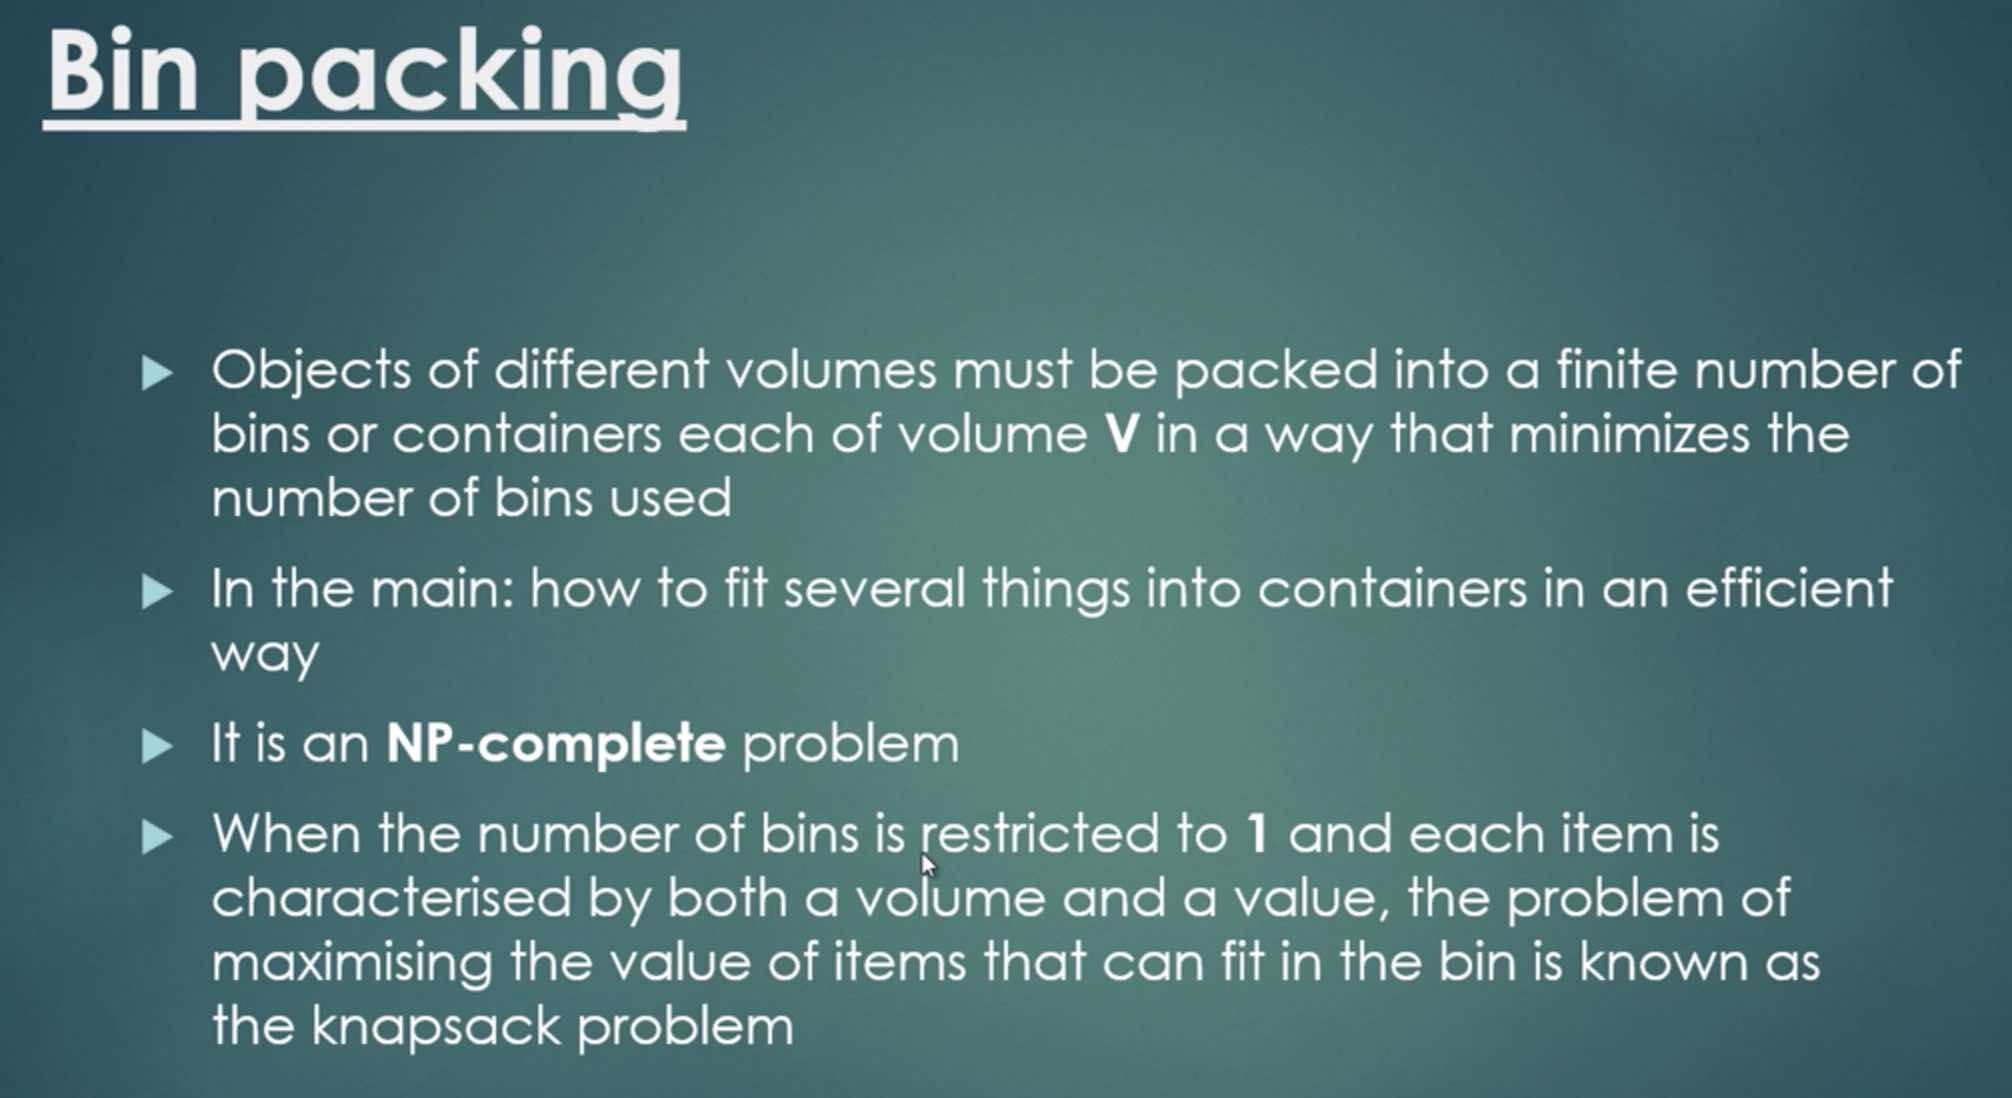 Bin packing
Objects of different volumes must be packed into a finite number of
bins or containers each of volume V in a way that minimizes the
number of bins used
In the main: how to fit several things into containers in an efficient
way
It is an NP-complete problem
When the number of bins is restricted to 1 and each item is
characterised by both a volume and a value, the problem of
maximising the value of items that can fit in the bin is known as
the knapsack problem